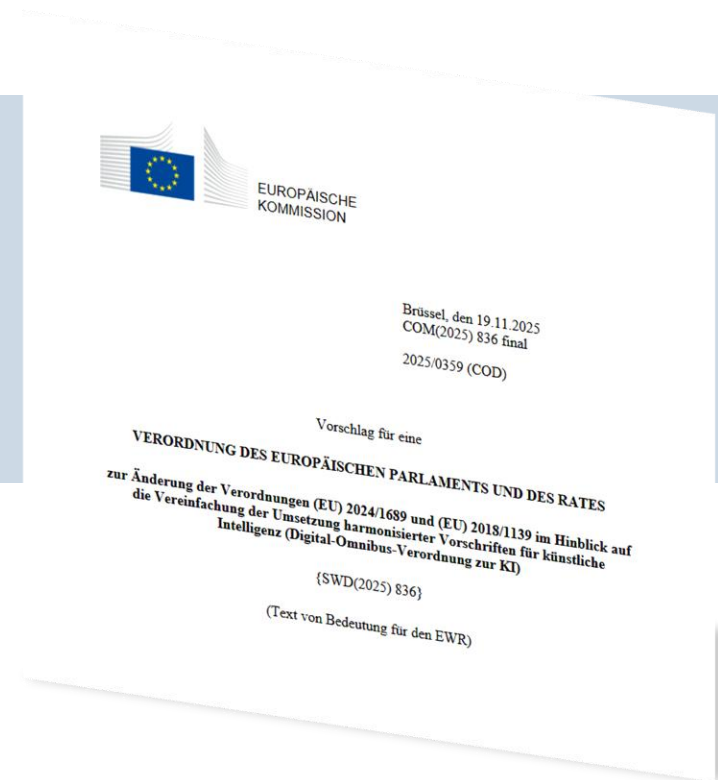 EUROPÄISCHE
KOMMISSION
Brüssel, den 19.11.2025
COM(2025) 836 final
2025/0359 (COD)
Vorschlag für eine
VERORDNUNG DES EUROPÄISCHEN PARLAMENTS UND DES RATES
zur Änderung der Verordnungen (EU) 2024/1689 und (EU) 2018/1139 im Hinblick auf
die Vereinfachung der Umsetzung harmonisierter Vorschriften für künstliche
Intelligenz (Digital-Omnibus-Verordnung zur KI)
{SWD(2025) 836}
(Text von Bedeutung für den EWR)